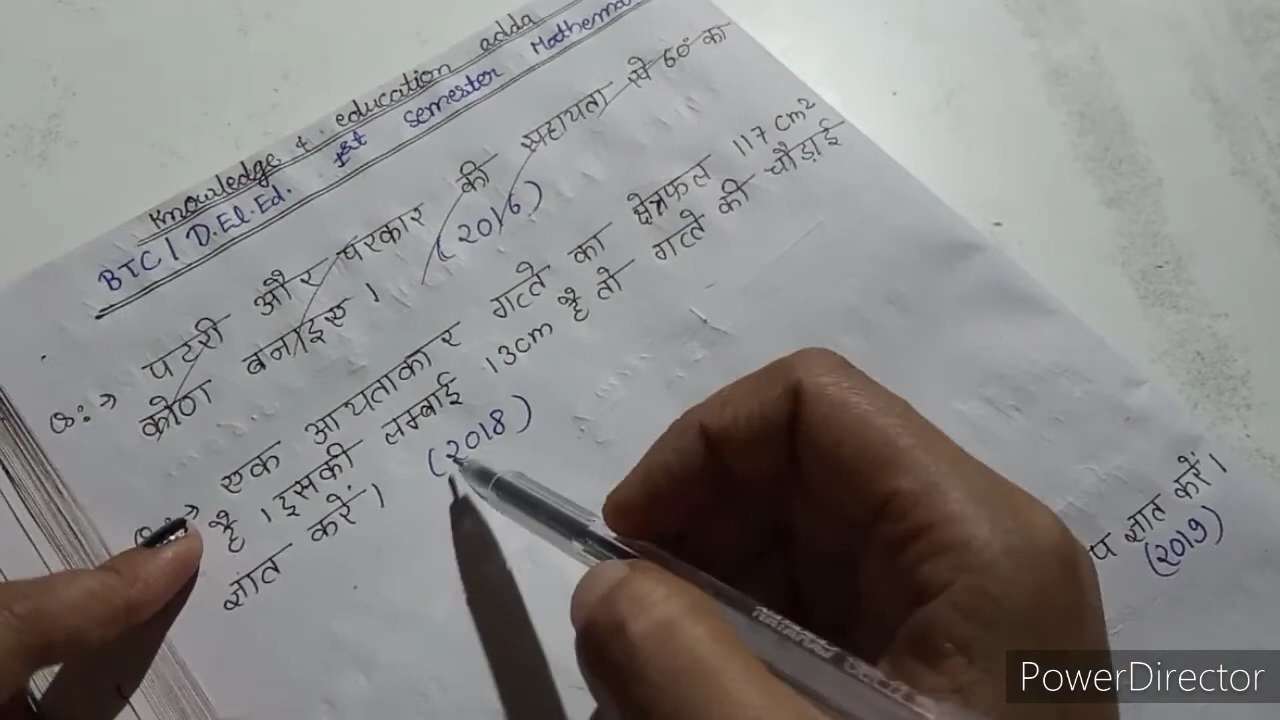 Knowledge & education adda
BTC / D.El.Ed. 1st semester Mathema
Q:→ पटरी और परकार की सहायता से 60° का
कोण बनाइए । (2016)
Q:→ एक आयताकार गत्ते का क्षेत्रफल 117 cm²
है । इसकी लम्बाई 13cm है तो गत्ते की चौड़ाई
ज्ञात करें । (2018)
प ज्ञात करें ।
(2019)
PowerDirector